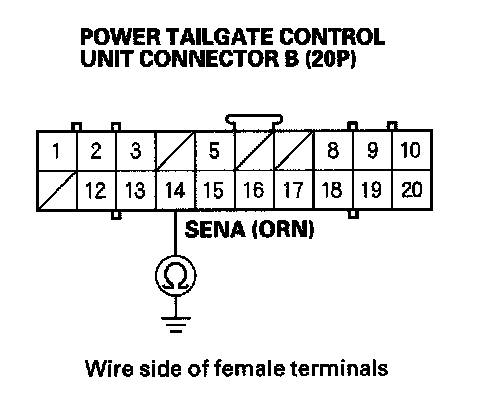 POWER TAILGATE CONTROL
UNIT CONNECTOR B (20P)
1 2 3 5 8 9 10
12 13 14 15 16 17 18 19 20
SENA (ORN)
Ω
Wire side of female terminals